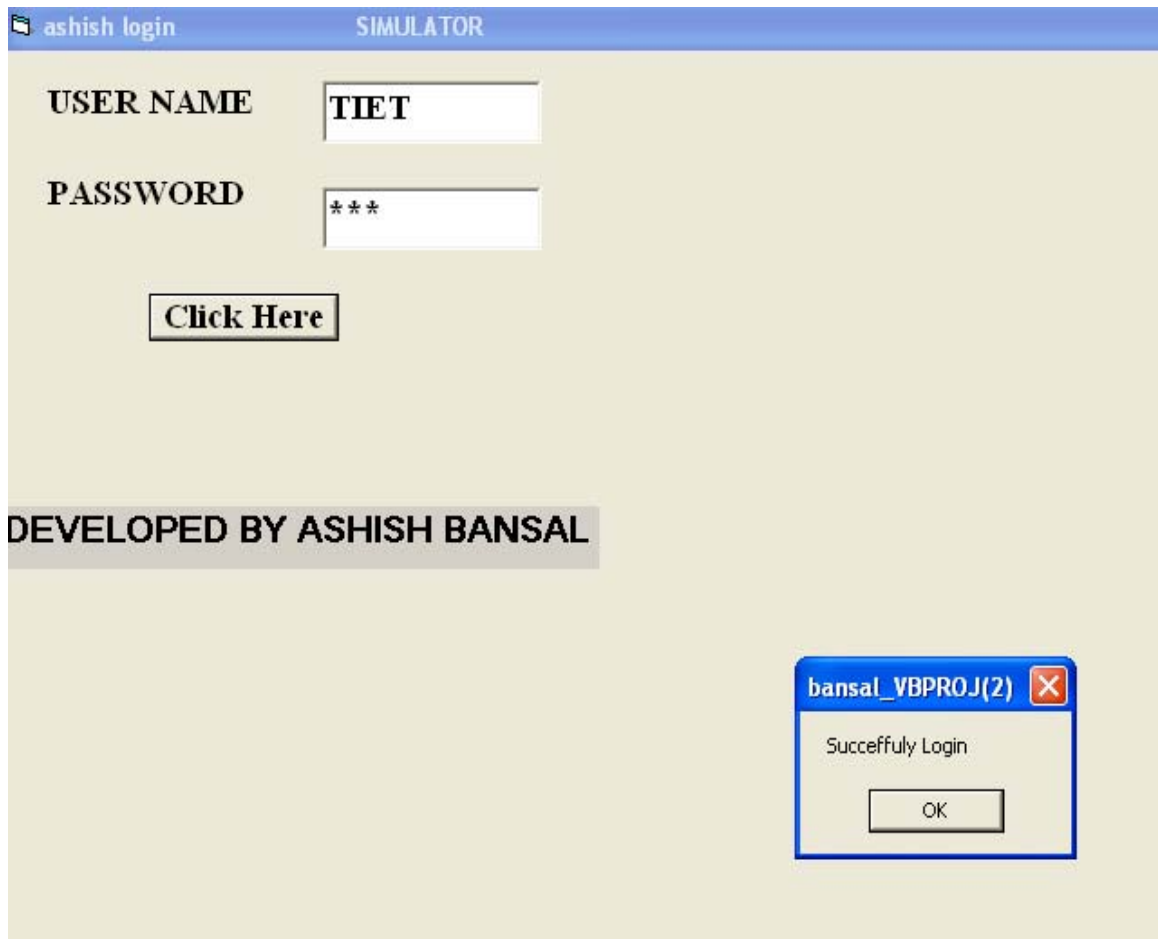 ashish login SIMULATOR
USER NAME TIET
PASSWORD ***
Click Here
DEVELOPED BY ASHISH BANSAL
bansal_VBPROJ(2)
Succeffuly Login
OK